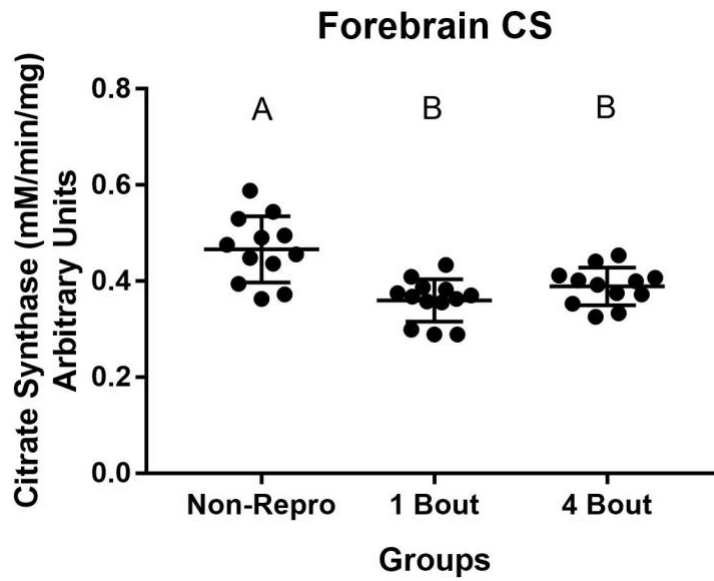 Forebrain CS
Citrate Synthase (mM/min/mg)
Arbitrary Units
0.8
0.6
0.4
0.2
0.0
A
B
B
Non-Repro
1 Bout
4 Bout
Groups